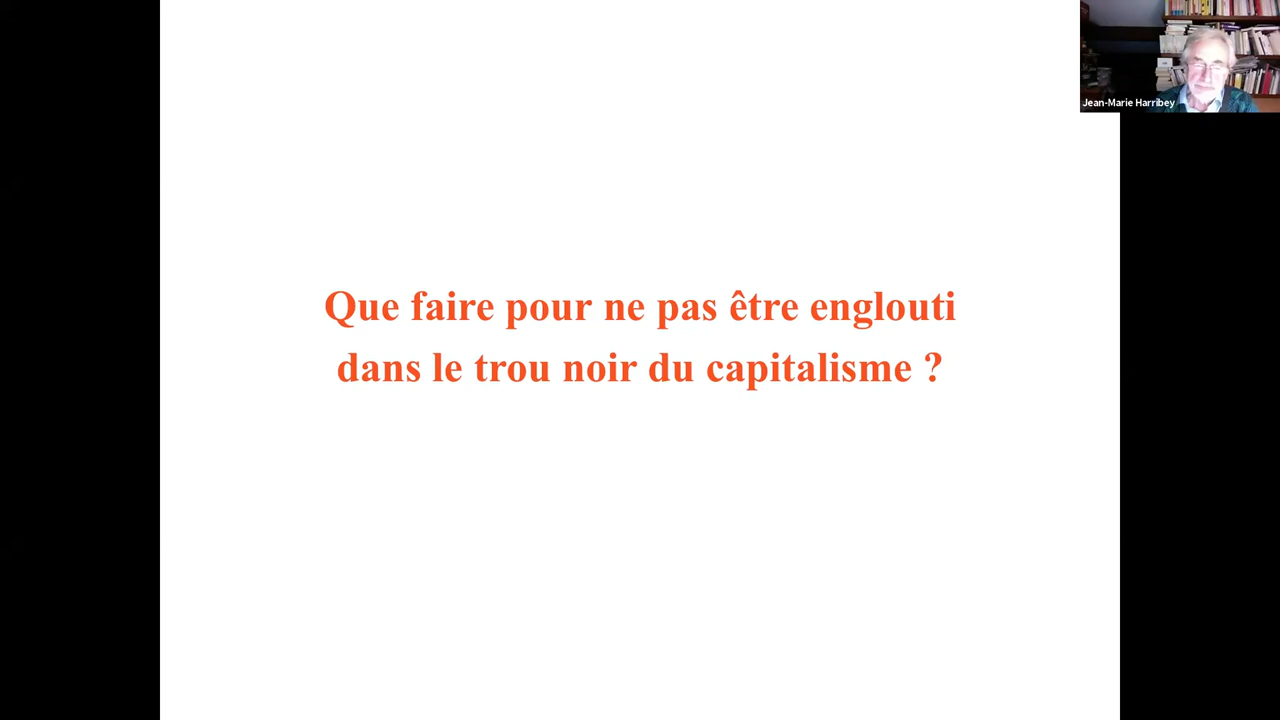 Jean-Marie Harribey
Que faire pour ne pas être englouti
dans le trou noir du capitalisme ?